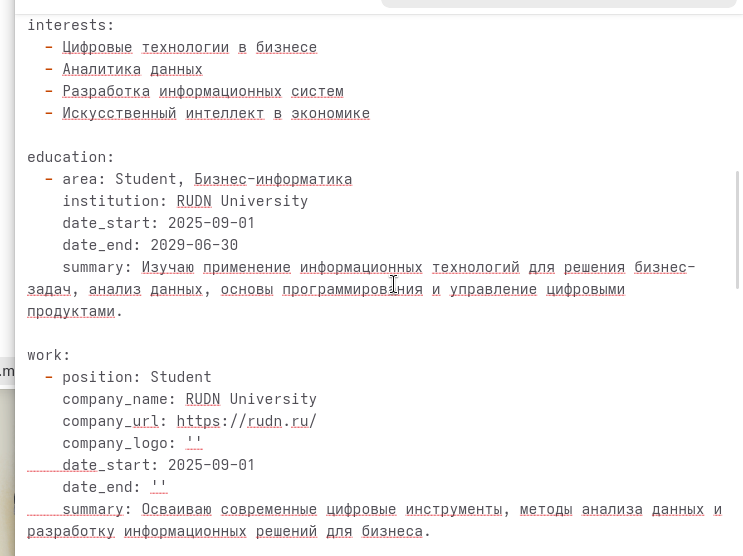 interests:
- Цифровые технологии в бизнесе
- Аналитика данных
- Разработка информационных систем
- Искусственный интеллект в экономике
education:
- area: Student, Бизнес-информатика
institution: RUDN University
date_start: 2025-09-01
date_end: 2029-06-30
summary: Изучаю применение информационных технологий для решения бизнес-
задач, анализ данных, основы программирования и управление цифровыми
продуктами.
work:
- position: Student
company_name: RUDN University
company_url: https://rudn.ru/
company_logo: ''
date_start: 2025-09-01
date_end: ''
summary: Осваиваю современные цифровые инструменты, методы анализа данных и
разработку информационных решений для бизнеса.
.m